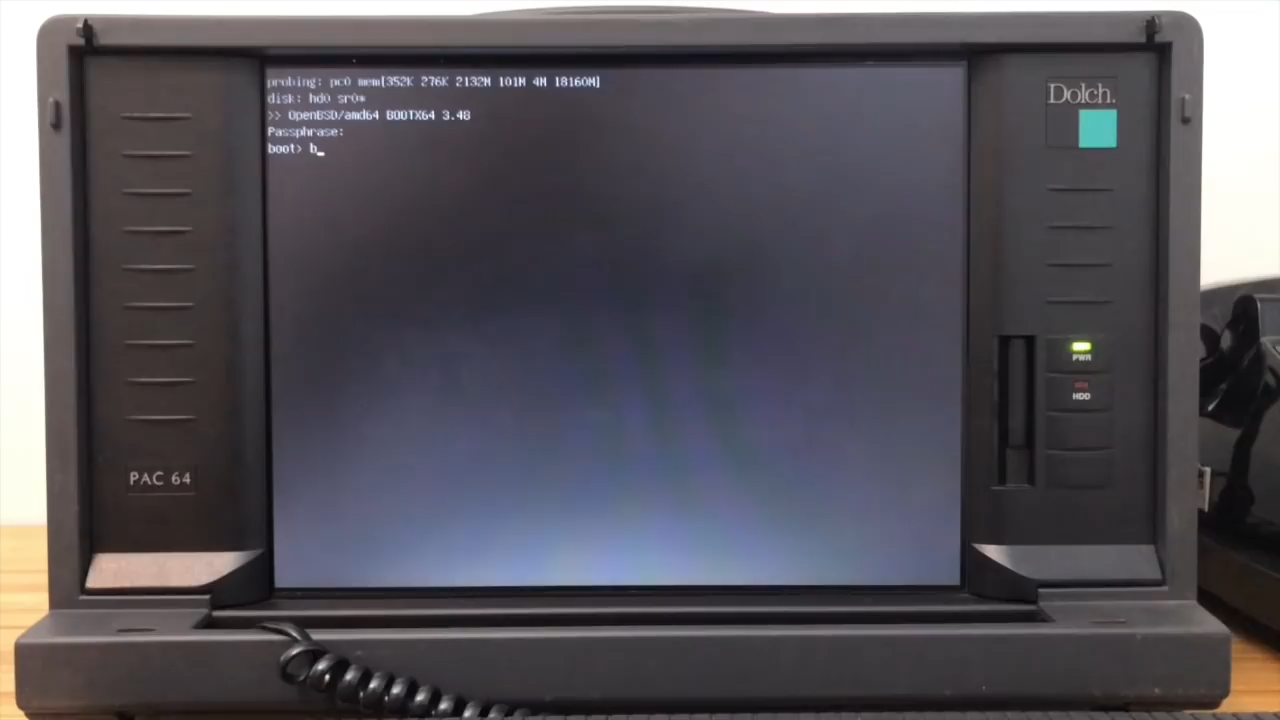 probing: pc0 mem[352K 276K 2132M 101M 4M 18160M]
disk: hd0 sr0*
>> OpenBSD/amd64 BOOTX64 3.48
Passphrase:
boot> b_
Dolch.
PWR
HDD
PAC 64